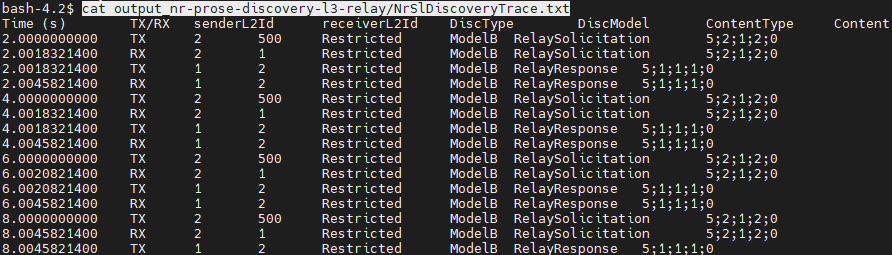 bash-4.2$ cat output_nr-prose-discovery-l3-relay/NrSlDiscoveryTrace.txt
Time (s) TX/RX senderL2Id receiverL2Id DiscType DiscModel ContentType Content
2.0000000000 TX 2 500 Restricted ModelB RelaySolicitation 5;2;1;2;0
2.0018321400 RX 2 1 Restricted ModelB RelaySolicitation 5;2;1;2;0
2.0018321400 TX 1 2 Restricted ModelB RelayResponse 5;1;1;1;0
2.0045821400 RX 1 2 Restricted ModelB RelayResponse 5;1;1;1;0
4.0000000000 TX 2 500 Restricted ModelB RelaySolicitation 5;2;1;2;0
4.0018321400 RX 2 1 Restricted ModelB RelaySolicitation 5;2;1;2;0
4.0018321400 TX 1 2 Restricted ModelB RelayResponse 5;1;1;1;0
4.0045821400 RX 1 2 Restricted ModelB RelayResponse 5;1;1;1;0
6.0000000000 TX 2 500 Restricted ModelB RelaySolicitation 5;2;1;2;0
6.0020821400 RX 2 1 Restricted ModelB RelaySolicitation 5;2;1;2;0
6.0020821400 TX 1 2 Restricted ModelB RelayResponse 5;1;1;1;0
6.0045821400 RX 1 2 Restricted ModelB RelayResponse 5;1;1;1;0
8.0000000000 TX 2 500 Restricted ModelB RelaySolicitation 5;2;1;2;0
8.0045821400 RX 2 1 Restricted ModelB RelaySolicitation 5;2;1;2;0
8.0045821400 TX 1 2 Restricted ModelB RelayResponse 5;1;1;1;0